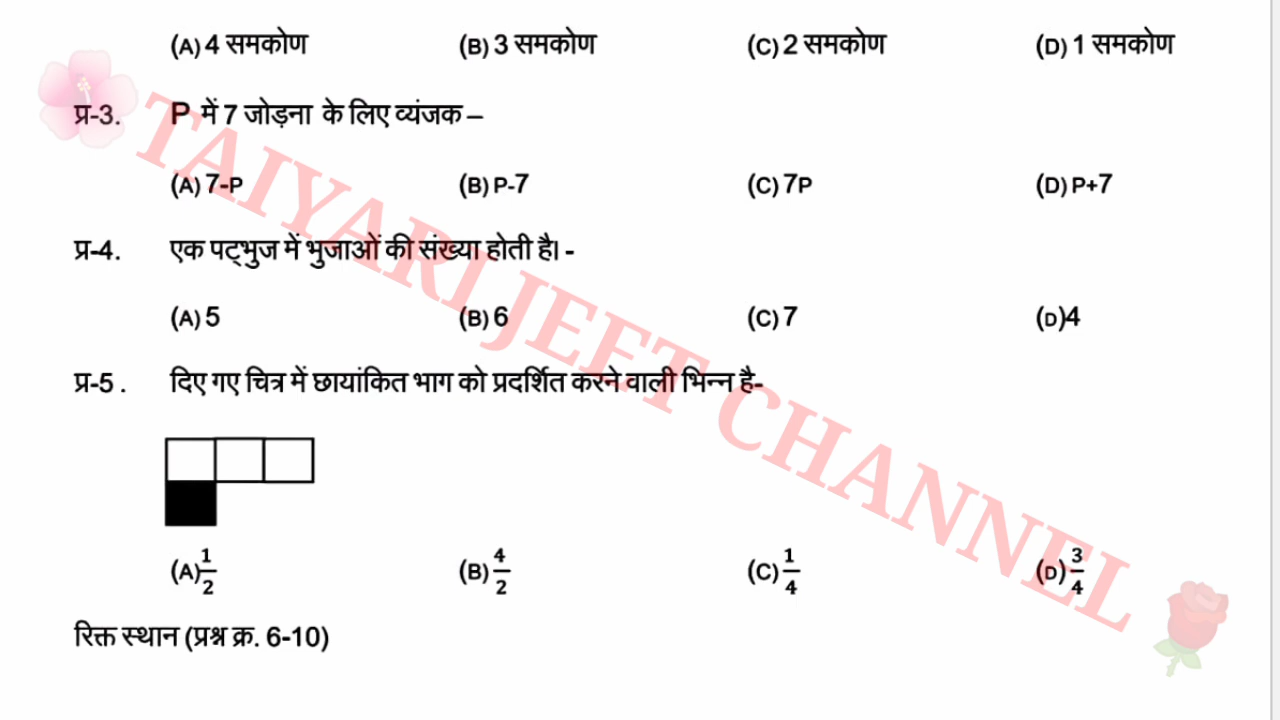 (A) 4 समकोण (B) 3 समकोण (C) 2 समकोण (D) 1 समकोण
प्र-3. P में 7 जोड़ना के लिए व्यंजक –
(A) 7-P (B) P-7 (C) 7P (D) P+7
प्र-4. एक पट्भुज में भुजाओं की संख्या होती है। -
(A) 5 (B) 6 (C) 7 (D)4
प्र-5 . दिए गए चित्र में छायांकित भाग को प्रदर्शित करने वाली भिन्न है-
(A) 1/2 (B) 4/2 (C) 1/4 (D) 3/4
रिक्त स्थान (प्रश्न क्र. 6-10)
TAIYARI JEET CHANNEL